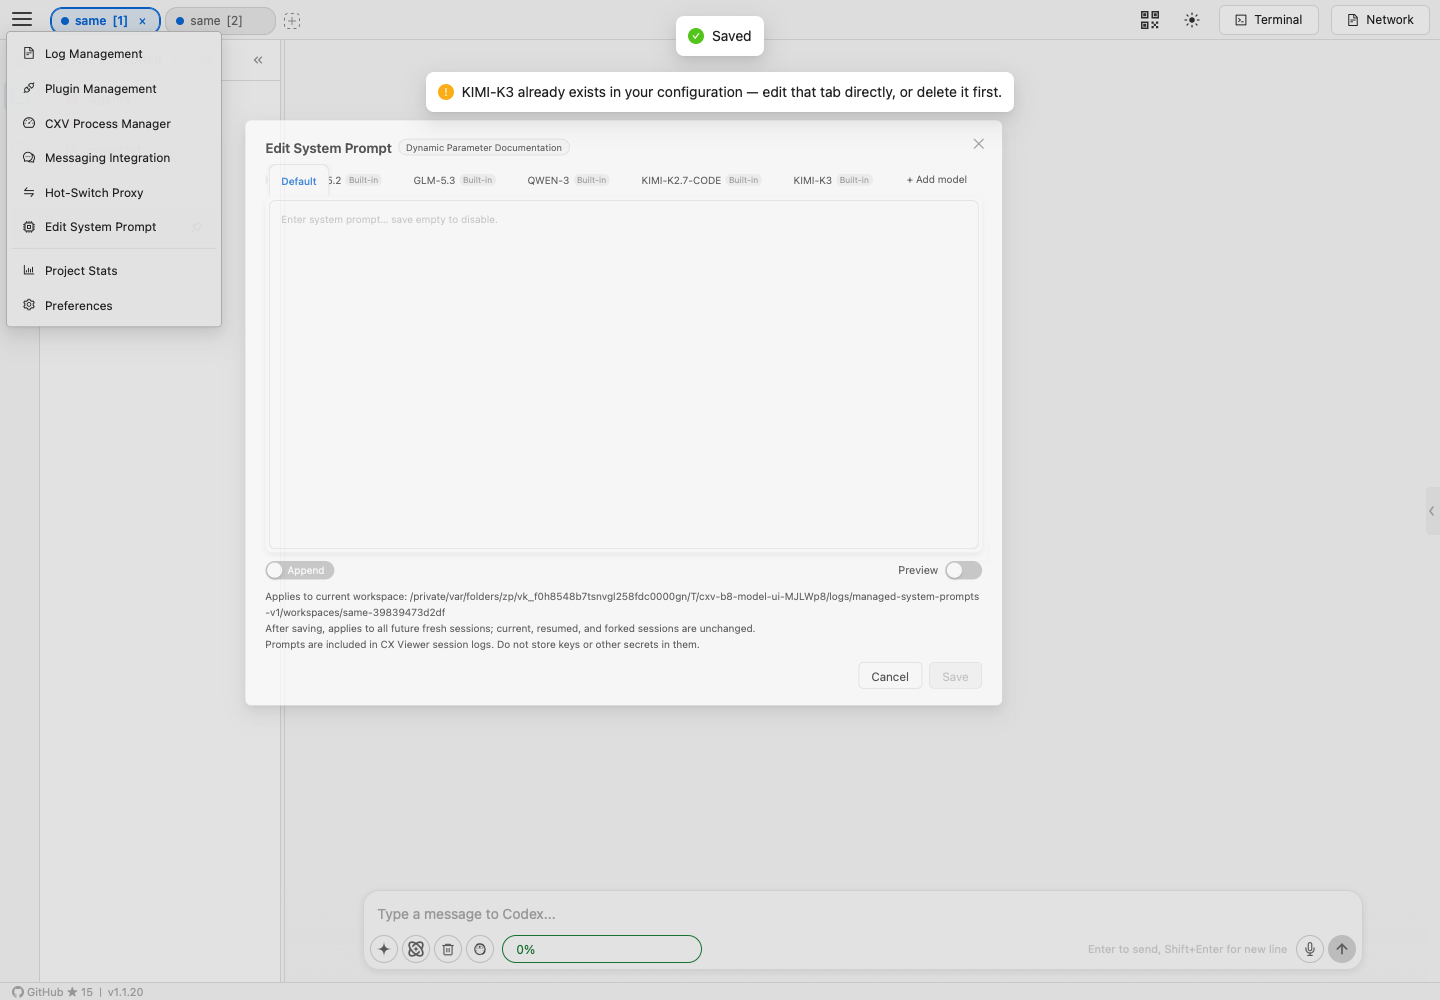 same [1] ×
same [2]
Saved
Terminal
Network
Log Management
Plugin Management
CXV Process Manager
Messaging Integration
Hot-Switch Proxy
Edit System Prompt
Project Stats
Preferences
KIMI-K3 already exists in your configuration — edit that tab directly, or delete it first.
Edit System Prompt
Dynamic Parameter Documentation
Default
5.2 Built-in
GLM-5.3 Built-in
QWEN-3 Built-in
KIMI-K2.7-CODE Built-in
KIMI-K3 Built-in
+ Add model
Enter system prompt... save empty to disable.
Append
Preview
Applies to current workspace: /private/var/folders/zp/vk_f0h8548b7tsnvgl258fdc0000gn/T/cxv-b8-model-ui-MJLWp8/logs/managed-system-prompts
-v1/workspaces/same-39839473d2df
After saving, applies to all future fresh sessions; current, resumed, and forked sessions are unchanged.
Prompts are included in CX Viewer session logs. Do not store keys or other secrets in them.
Cancel
Save
Type a message to Codex...
0%
Enter to send, Shift+Enter for new line
GitHub ★ 15 | v1.1.20